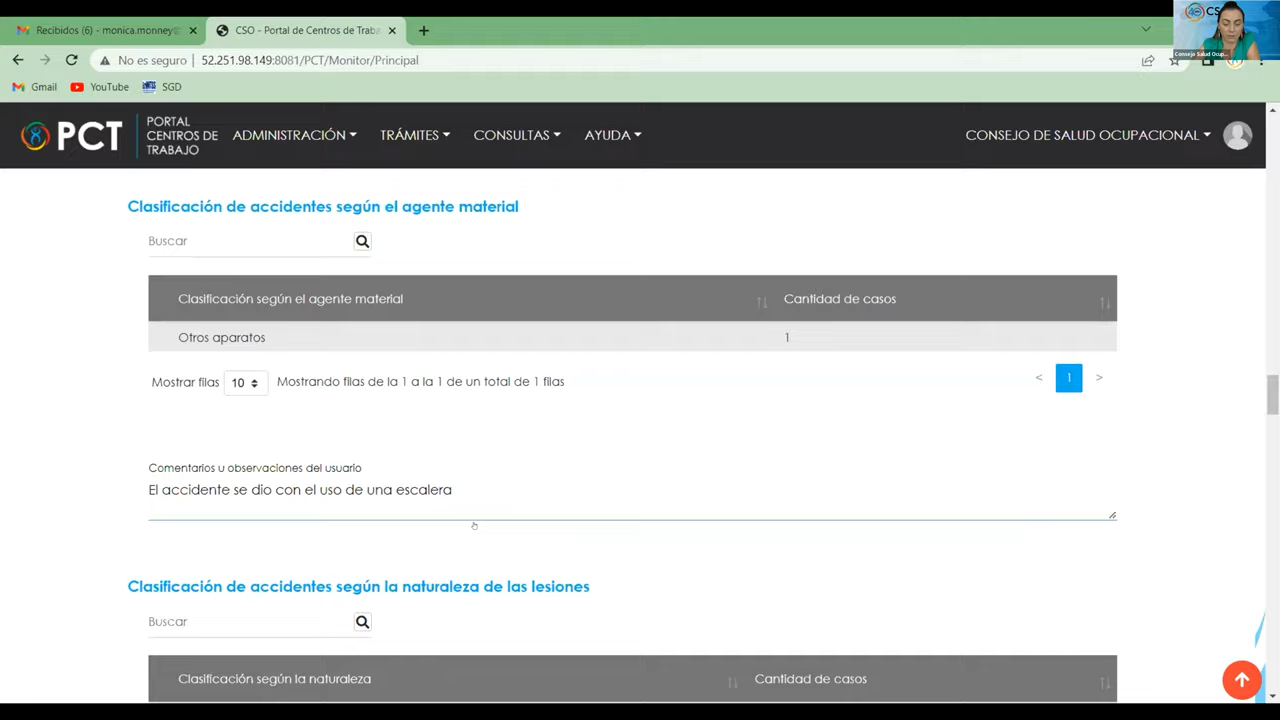 Recibidos (6) - monica.monney@
CSO - Portal de Centros de Traba
No es seguro
52.251.98.149:8081/PCT/Monitor/Principal
Gmail
YouTube
SGD
Consejo Salud Ocup...
PCT
PORTAL
CENTROS DE
TRABAJO
ADMINISTRACIÓN
TRÁMITES
CONSULTAS
AYUDA
CONSEJO DE SALUD OCUPACIONAL
Clasificación de accidentes según el agente material
Buscar
Clasificación según el agente material
Cantidad de casos
Otros aparatos
1
Mostrar filas
10
Mostrando filas de la 1 a la 1 de un total de 1 filas
< 1 >
Comentarios u observaciones del usuario
El accidente se dio con el uso de una escalera
Clasificación de accidentes según la naturaleza de las lesiones
Buscar
Clasificación según la naturaleza
Cantidad de casos